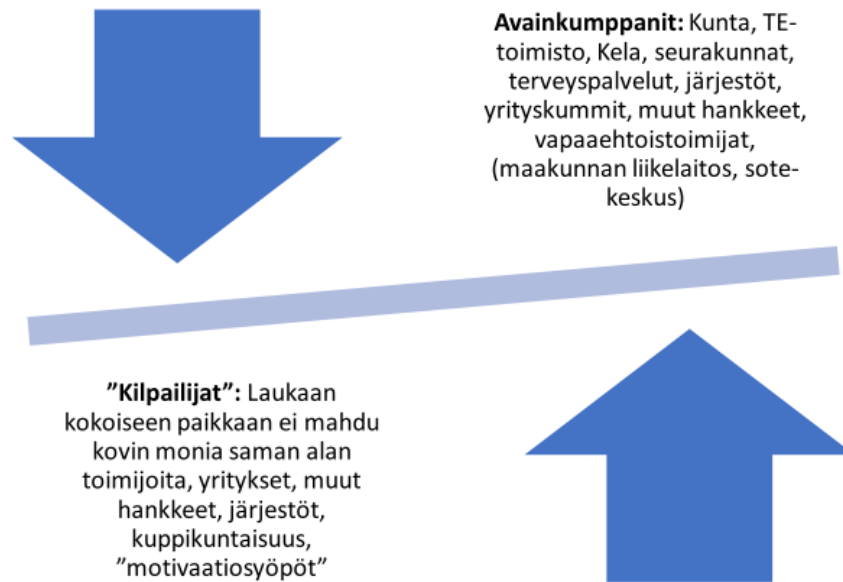 Avainkumppanit: Kunta, TE-
toimisto, Kela, seurakunnat,
terveyspalvelut, järjestöt,
yrityskummit, muut hankkeet,
vapaaehtoistoimijat,
(maakunnan liikelaitos, sote-
keskus)
”Kilpailijat”: Laukaan
kokoiseen paikkaan ei mahdu
kovin monia saman alan
toimijoita, yritykset, muut
hankkeet, järjestöt,
kuppikuntaisuus,
”motivaatiosyöpöt”